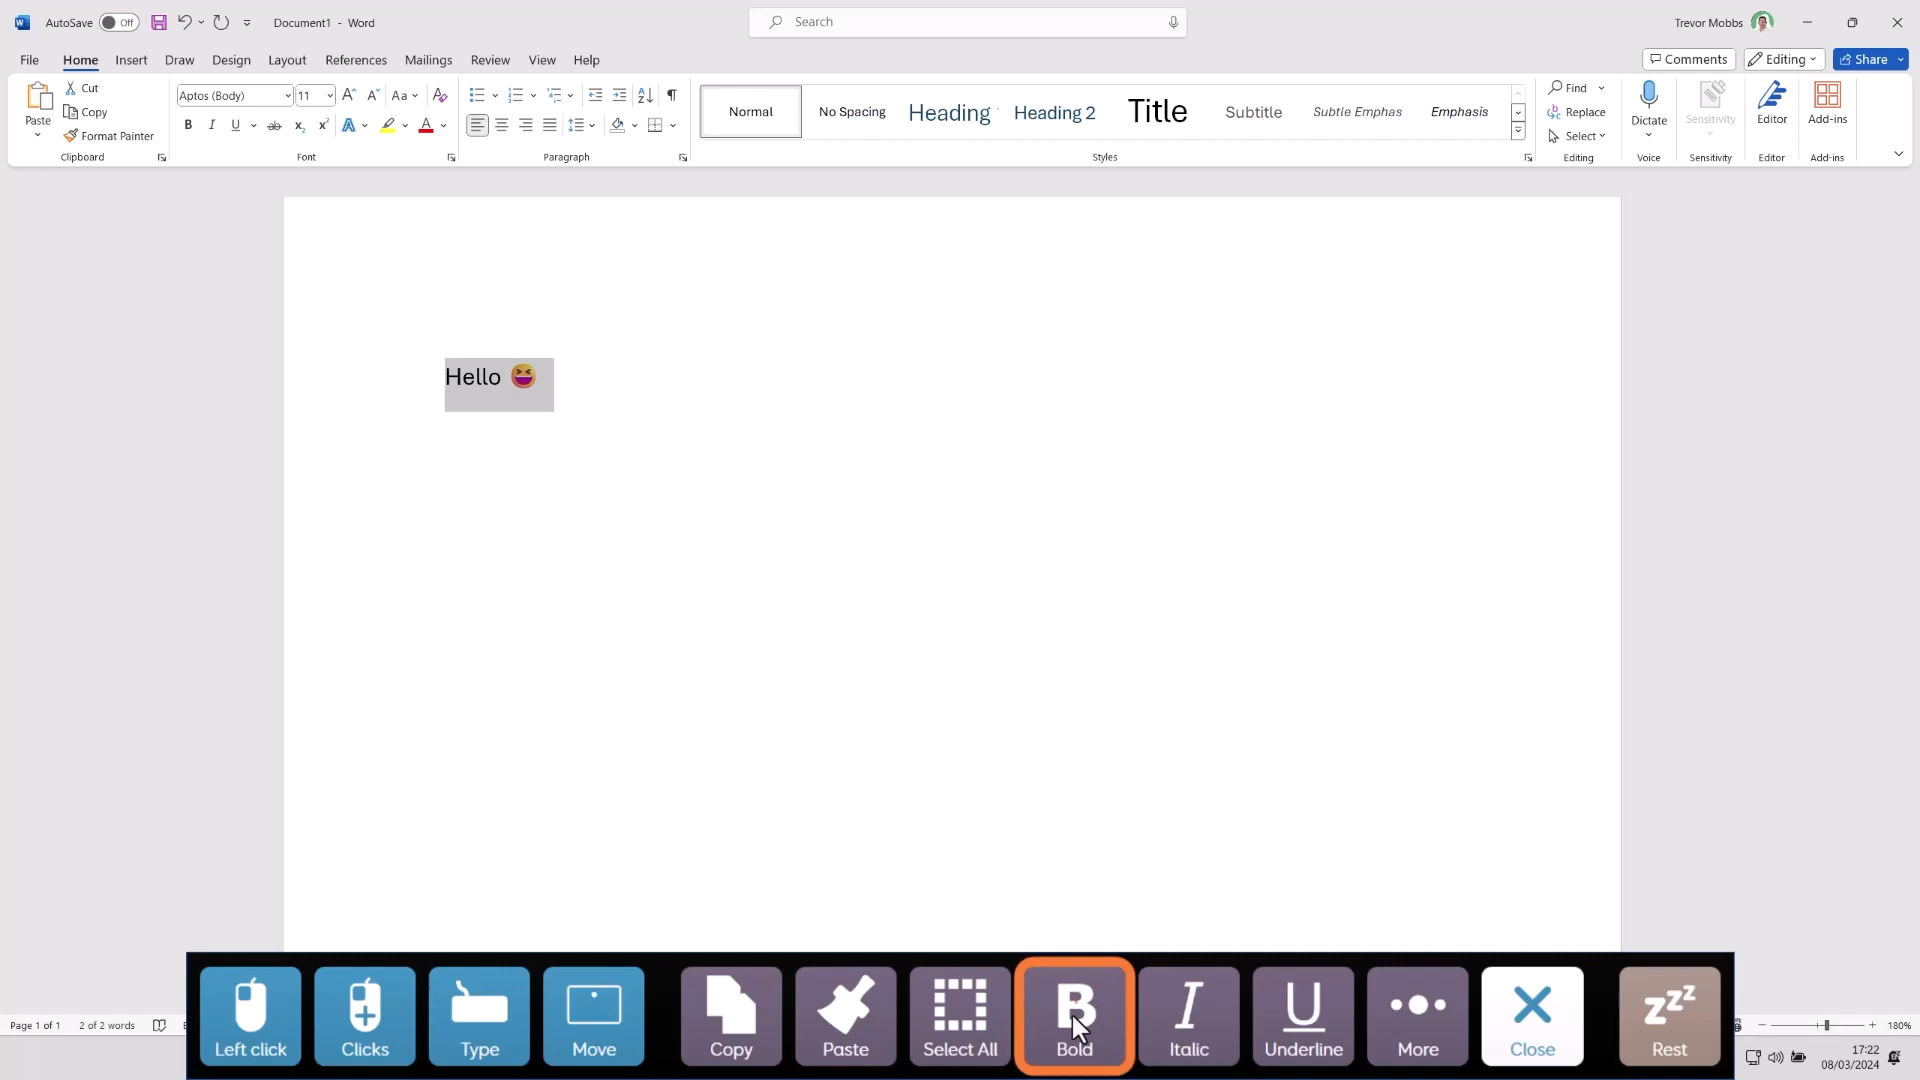 AutoSave Off Document1 - Word Search Trevor Mobbs
File Home Insert Draw Design Layout References Mailings Review View Help Comments Editing Share
Paste Cut Copy Format Painter Clipboard
Aptos (Body) 11 Aa
B I U ab x₂ x² A A
Font
Paragraph
Normal No Spacing Heading Heading 2 Title Subtitle Subtle Emphas Emphasis
Styles
Find Replace Select Editing
Dictate Voice
Sensitivity Sensitivity
Editor Editor
Add-ins Add-ins
Hello 😆
Left click Clicks Type Move Copy Paste Select All Bold Italic Underline More Close Rest
Page 1 of 1 2 of 2 words 180%
17:22
08/03/2024